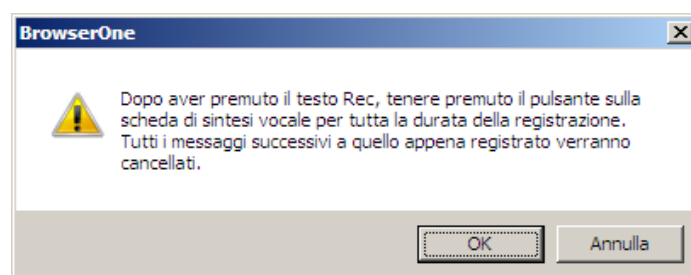 BrowserOne
Dopo aver premuto il testo Rec, tenere premuto il pulsante sulla
scheda di sintesi vocale per tutta la durata della registrazione.
Tutti i messaggi successivi a quello appena registrato verranno
cancellati.
OK
Annulla